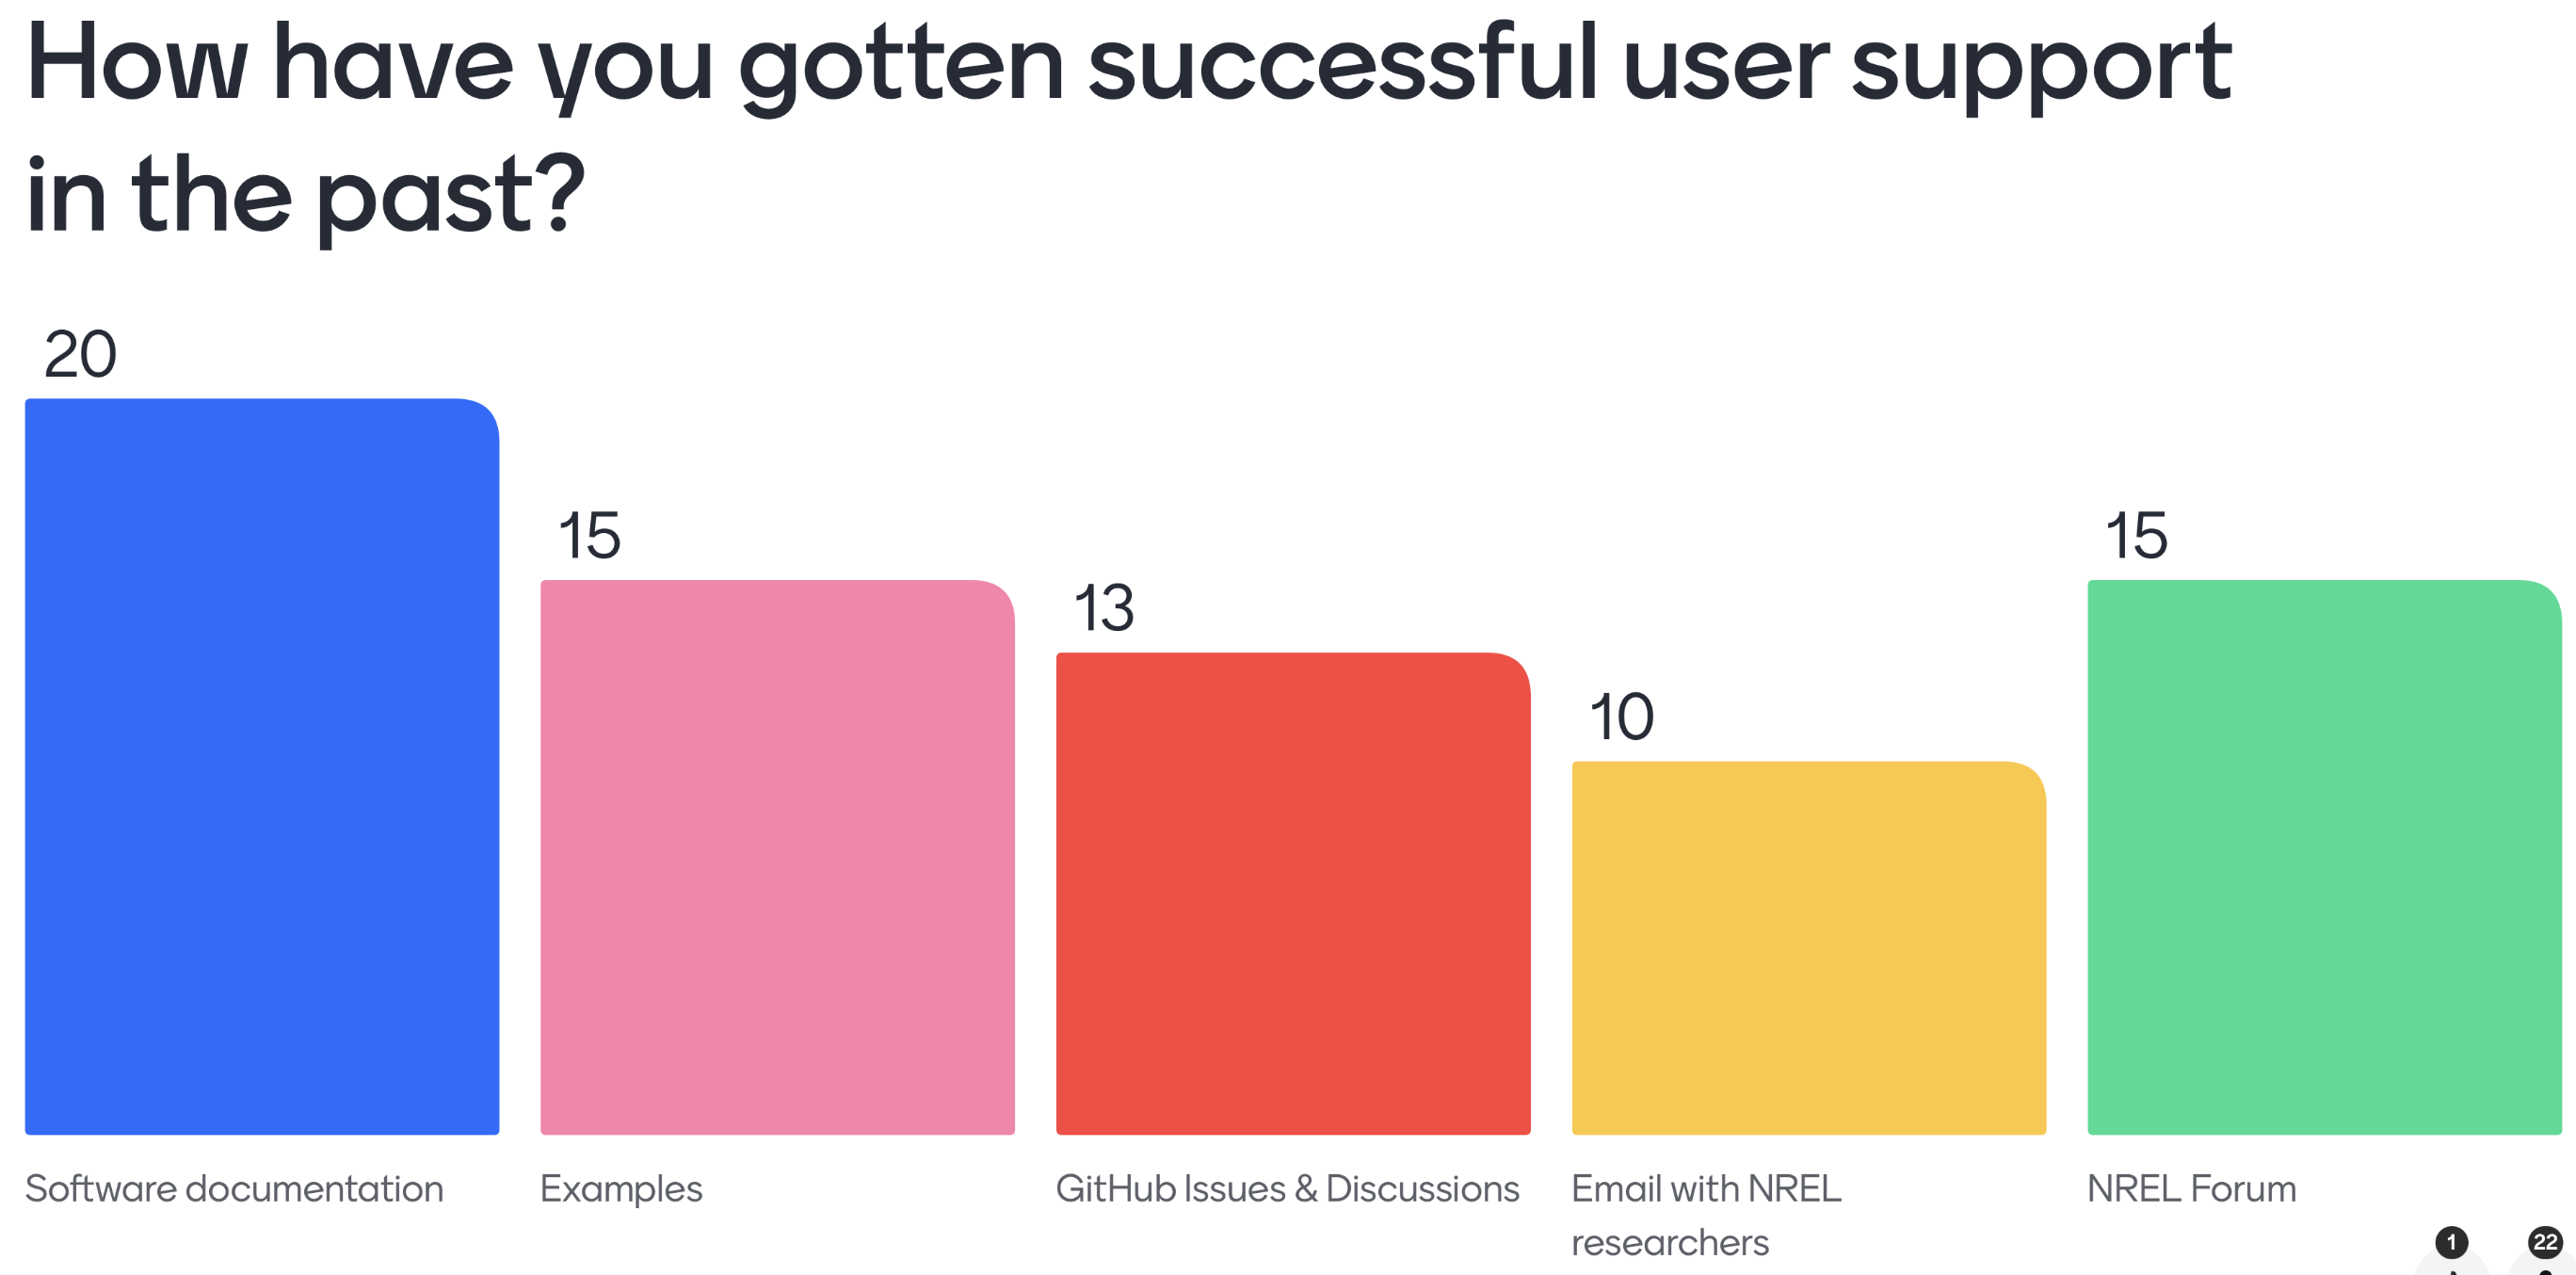 How have you gotten successful user support
in the past?
20
15
13
10
15
Software documentation
Examples
GitHub Issues & Discussions
Email with NREL
researchers
NREL Forum
1
22